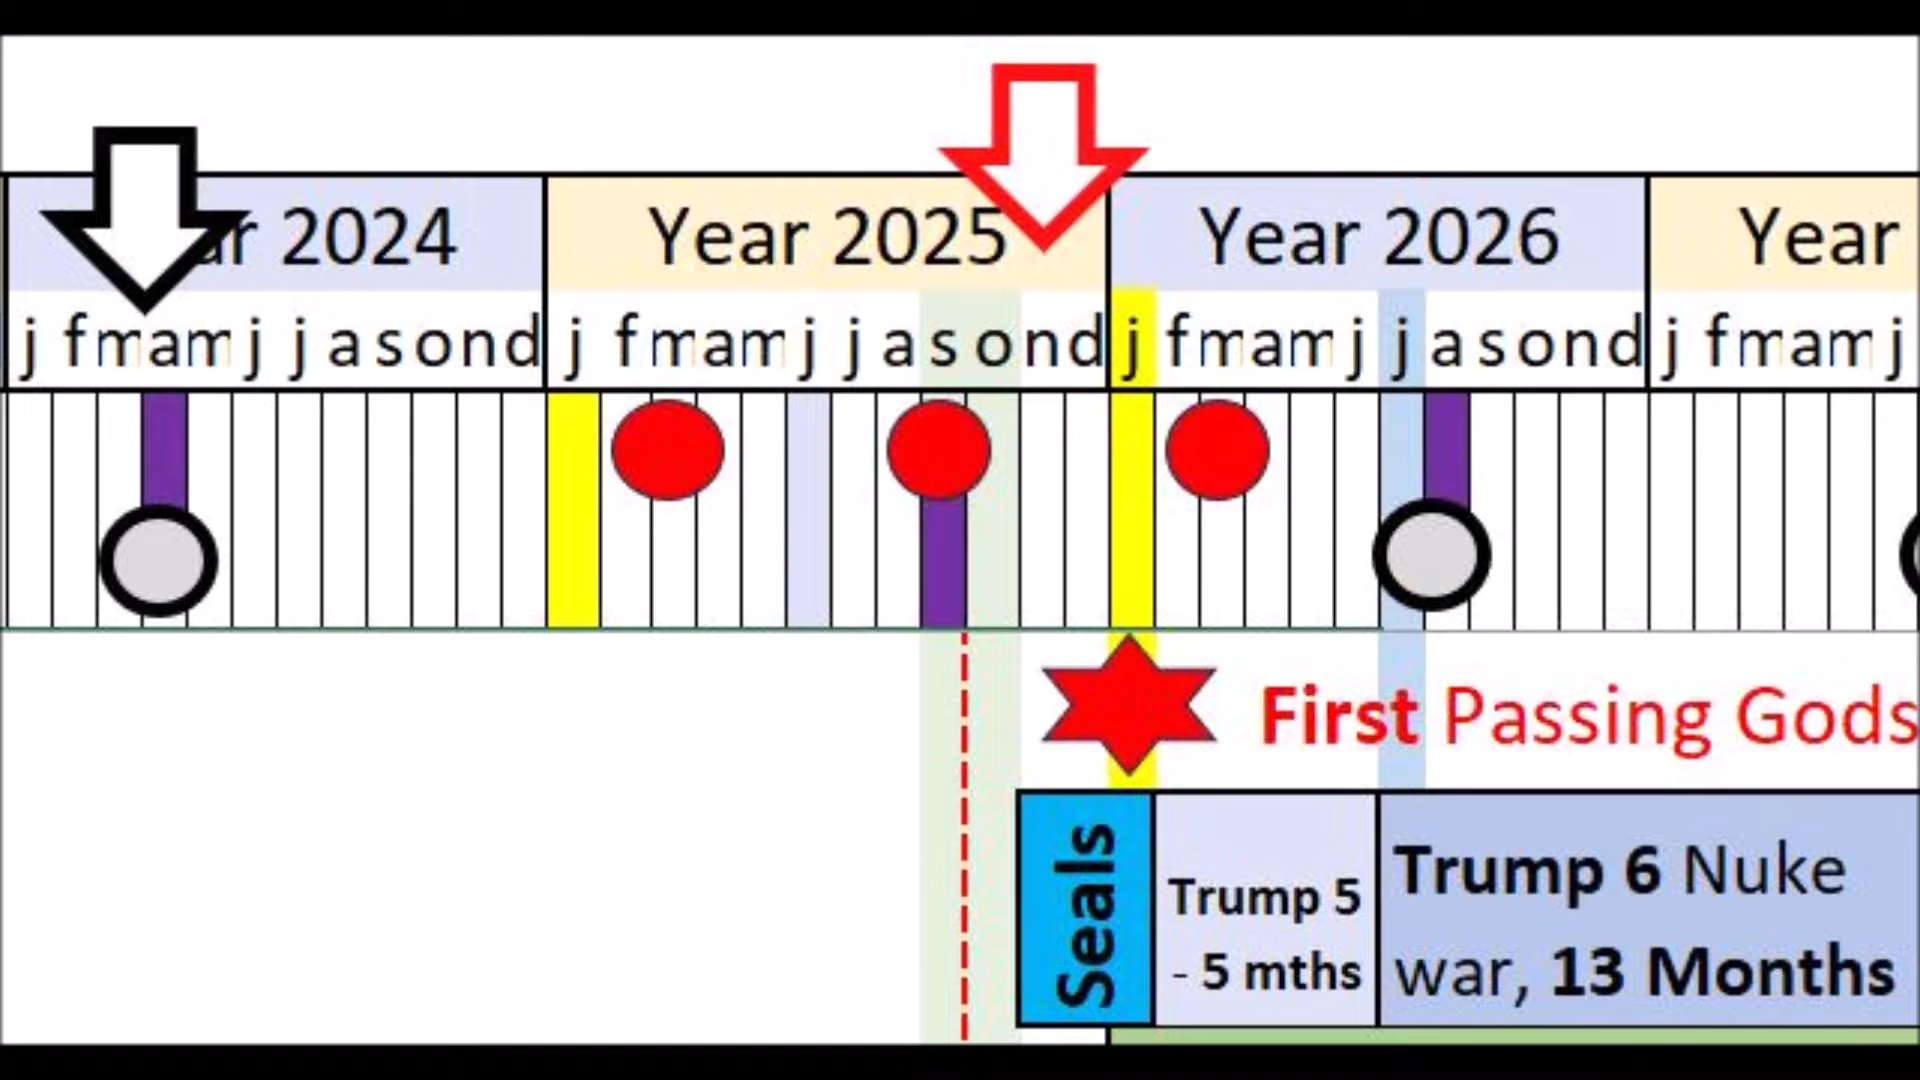 ar 2024 Year 2025 Year 2026 Year
j f m a m j j a s o n d j f m a m j j a s o n d j f m a m j j a s o n d j f m a m j
First Passing Gods
Seals
Trump 5
- 5 mths
Trump 6 Nuke
war, 13 Months